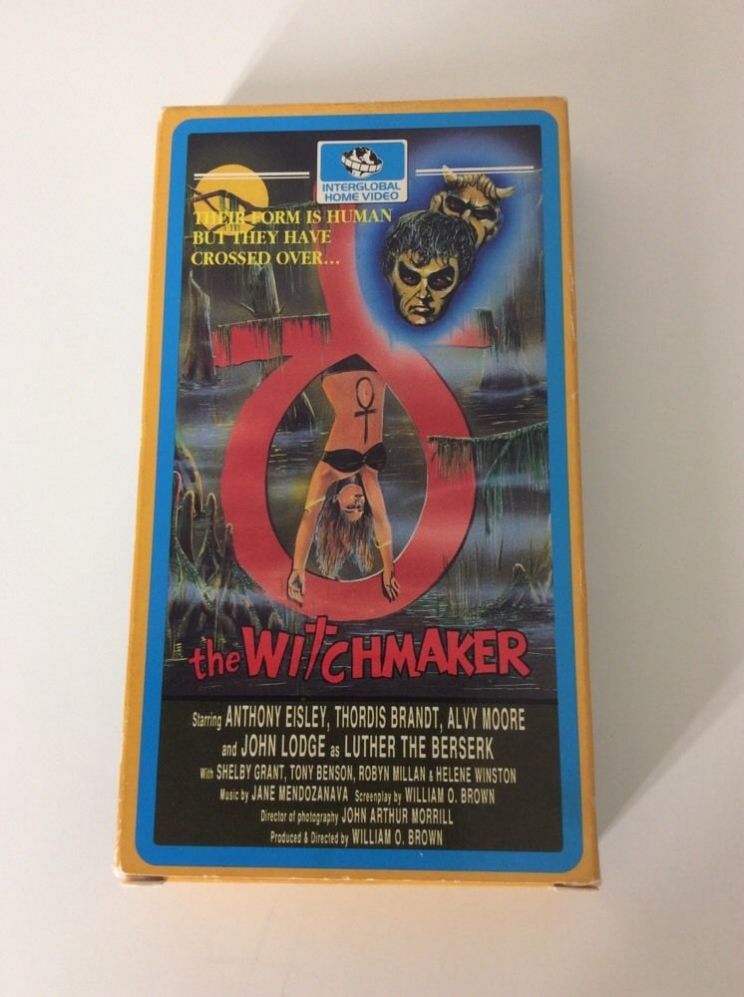 INTERGLOBAL
HOME VIDEO
THEIR FORM IS HUMAN
BUT THEY HAVE
CROSSED OVER...
the WITCHMAKER
Starring ANTHONY EISLEY, THORDIS BRANDT, ALVY MOORE
and JOHN LODGE as LUTHER THE BERSERK
With SHELBY GRANT, TONY BENSON, ROBYN MILLAN & HELENE WINSTON
Music by JANE MENDOZANAVA Screenplay by WILLIAM O. BROWN
Director of photography JOHN ARTHUR MORRILL
Produced & Directed by WILLIAM O. BROWN